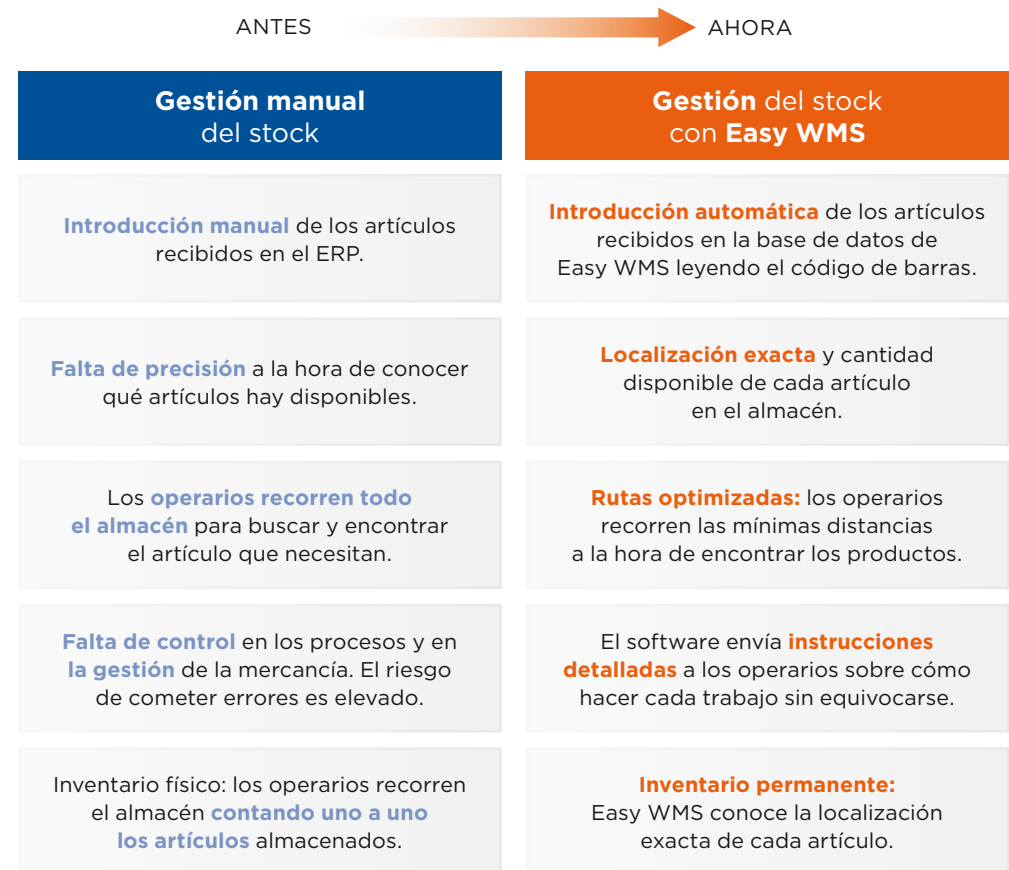 ANTES
AHORA
Gestión manual
del stock
Gestión del stock
con Easy WMS
Introducción manual de los artículos
recibidos en el ERP.
Introducción automática de los artículos
recibidos en la base de datos de
Easy WMS leyendo el código de barras.
Falta de precisión a la hora de conocer
qué artículos hay disponibles.
Localización exacta y cantidad
disponible de cada artículo
en el almacén.
Los operarios recorren todo
el almacén para buscar y encontrar
el artículo que necesitan.
Rutas optimizadas: los operarios
recorren las mínimas distancias
a la hora de encontrar los productos.
Falta de control en los procesos y en
la gestión de la mercancía. El riesgo
de cometer errores es elevado.
El software envía instrucciones
detalladas a los operarios sobre cómo
hacer cada trabajo sin equivocarse.
Inventario físico: los operarios recorren
el almacén contando uno a uno
los artículos almacenados.
Inventario permanente:
Easy WMS conoce la localización
exacta de cada artículo.